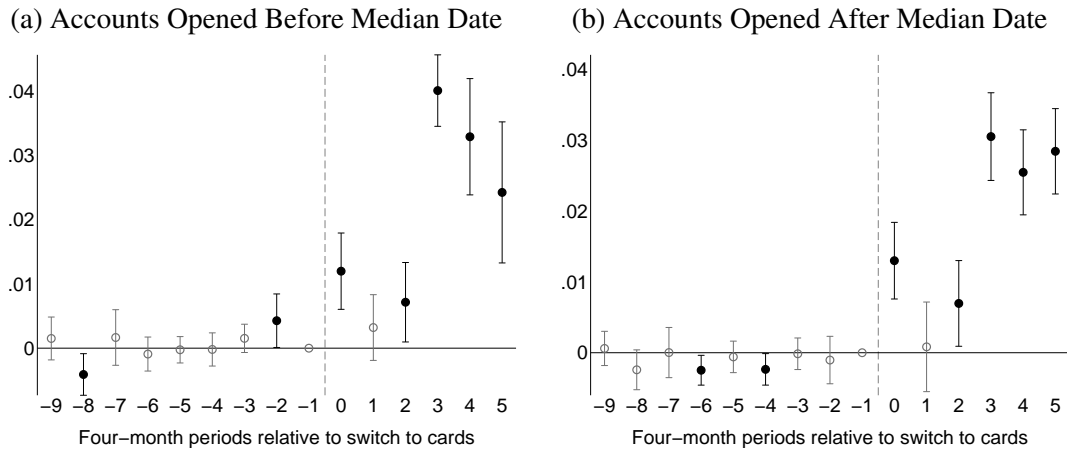 (a) Accounts Opened Before Median Date
.04
.03
.02
.01
0
−9 −8 −7 −6 −5 −4 −3 −2 −1 0 1 2 3 4 5
Four−month periods relative to switch to cards
(b) Accounts Opened After Median Date
.04
.03
.02
.01
0
−9 −8 −7 −6 −5 −4 −3 −2 −1 0 1 2 3 4 5
Four−month periods relative to switch to cards